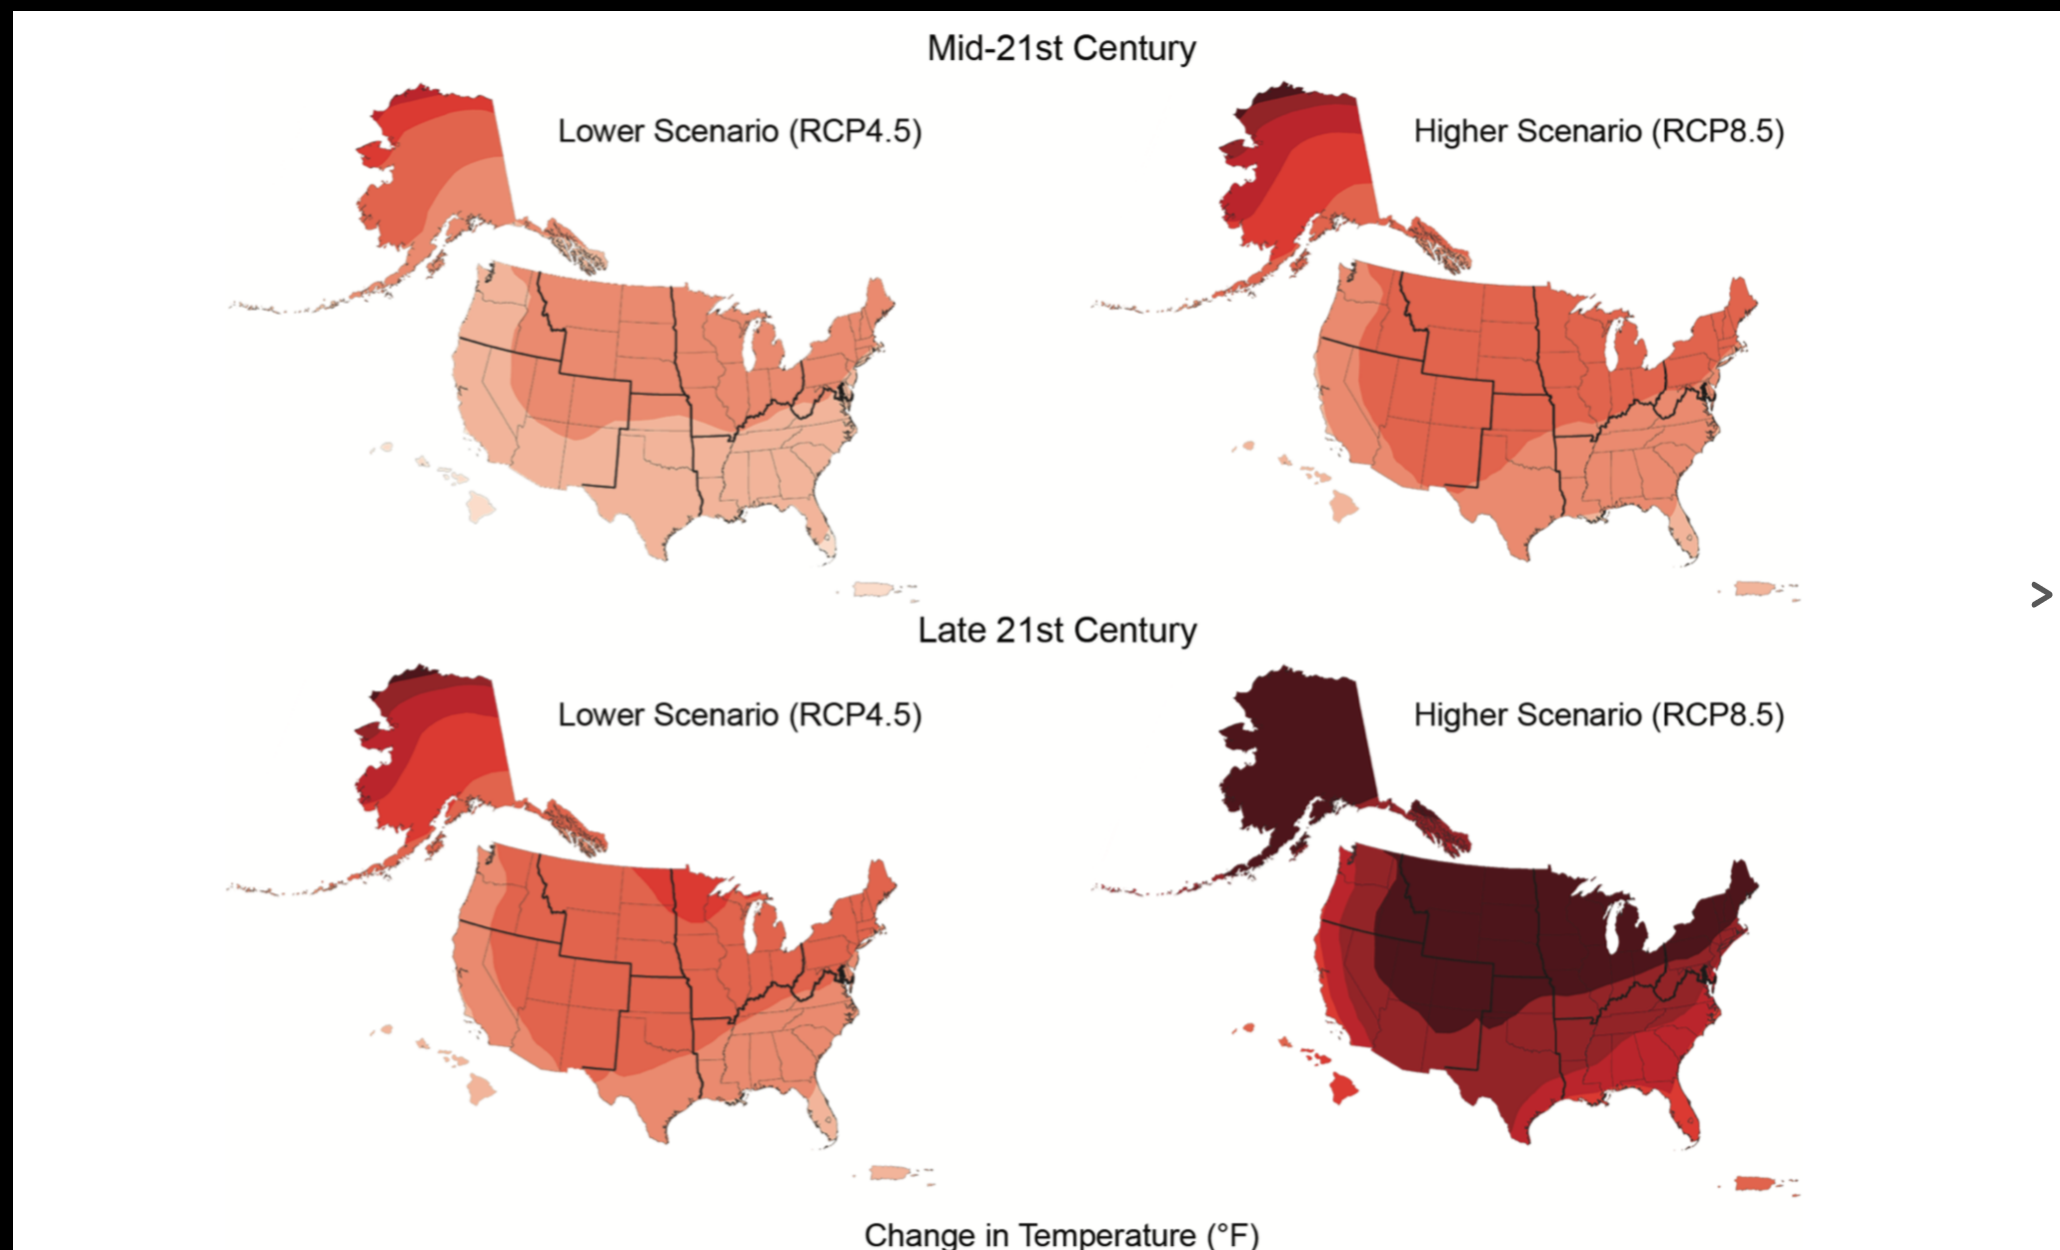 Mid-21st Century
Lower Scenario (RCP4.5)
Higher Scenario (RCP8.5)
>
Late 21st Century
Lower Scenario (RCP4.5)
Higher Scenario (RCP8.5)
Change in Temperature (°F)